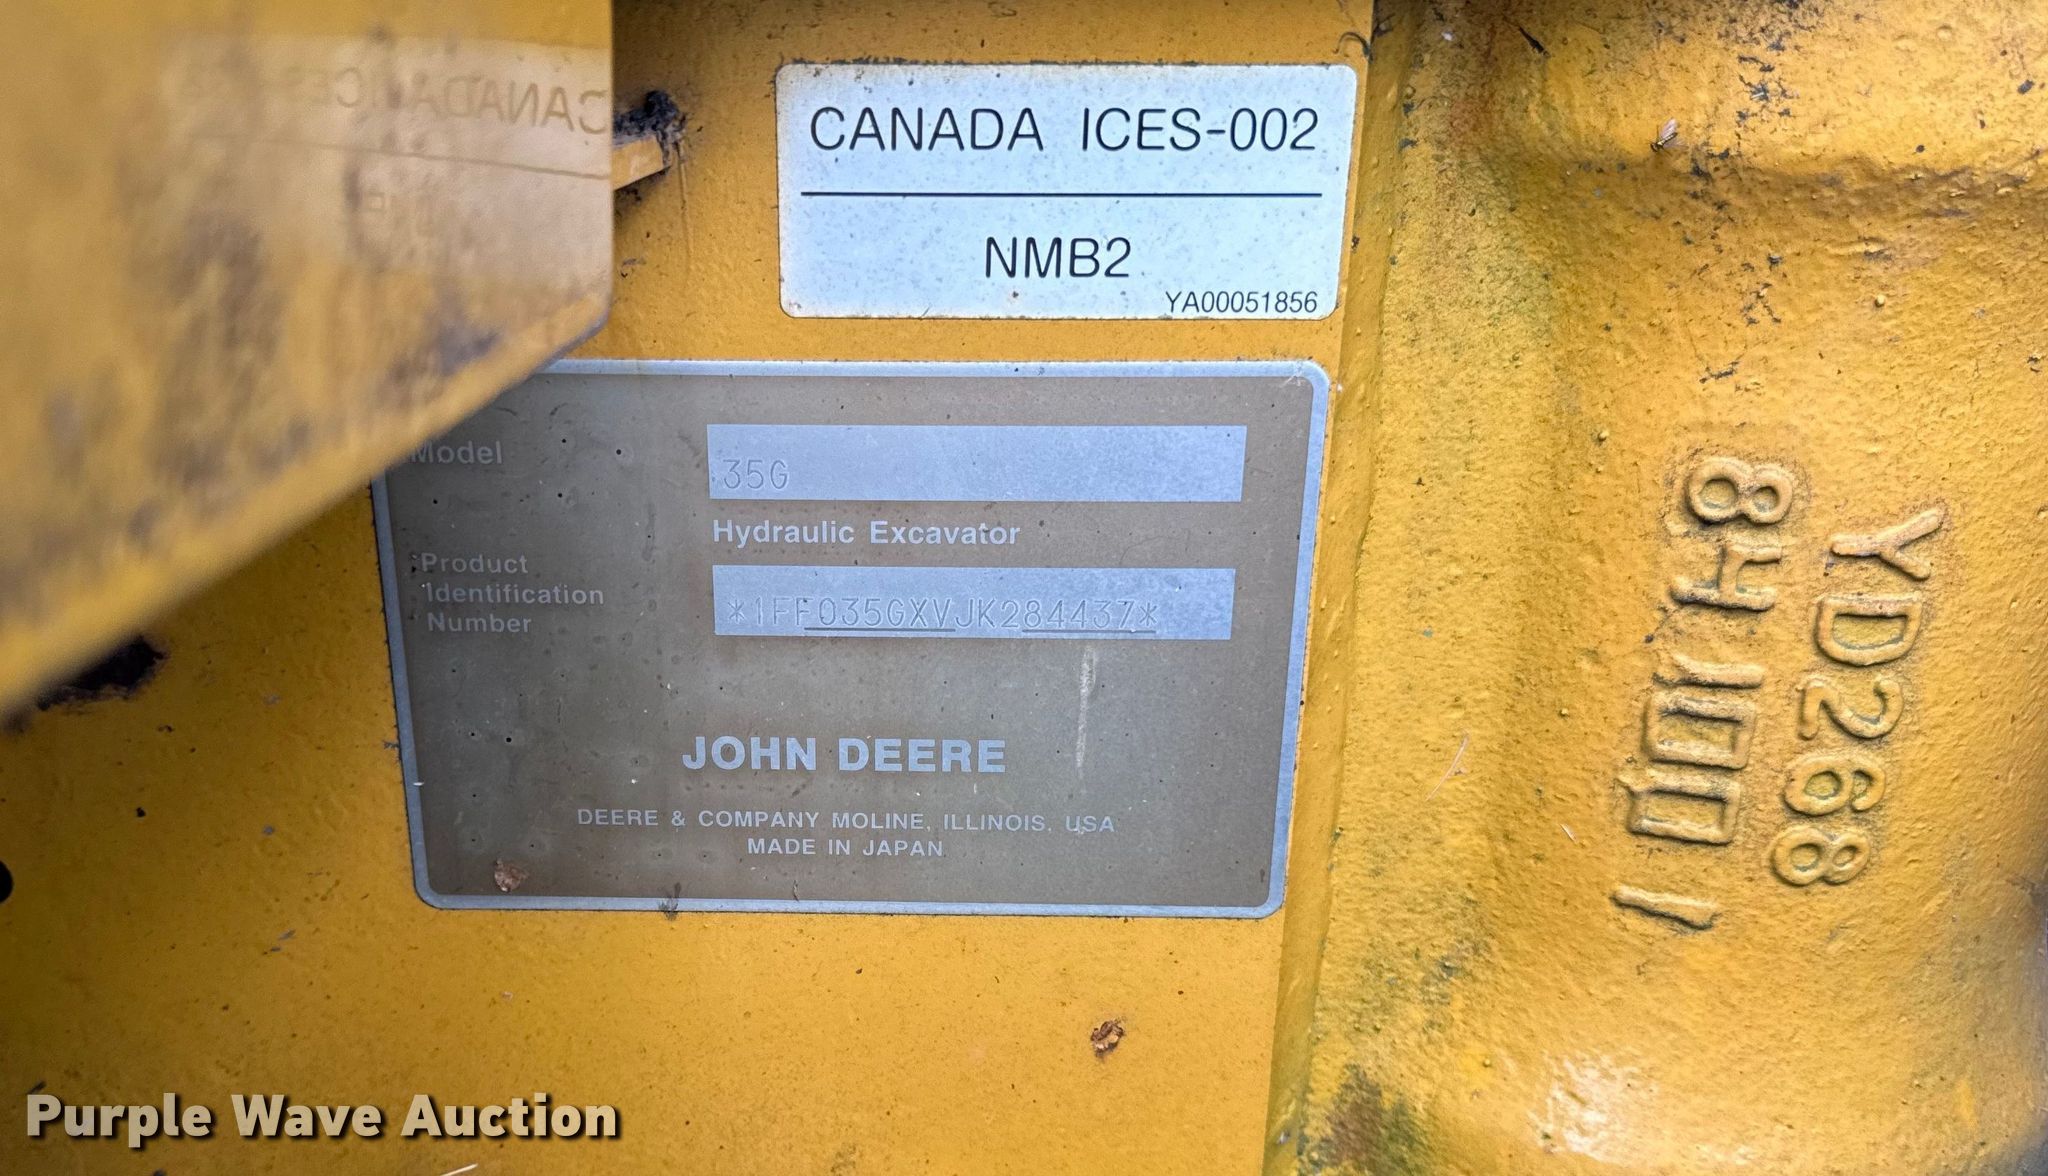 CANADA ICES-002
NMB2
YA00051856
Model
35G
Hydraulic Excavator
Product
Identification
Number
*1FF035GXVJK284437*
JOHN DEERE
DEERE & COMPANY MOLINE, ILLINOIS, USA
MADE IN JAPAN
YD268
Purple Wave Auction